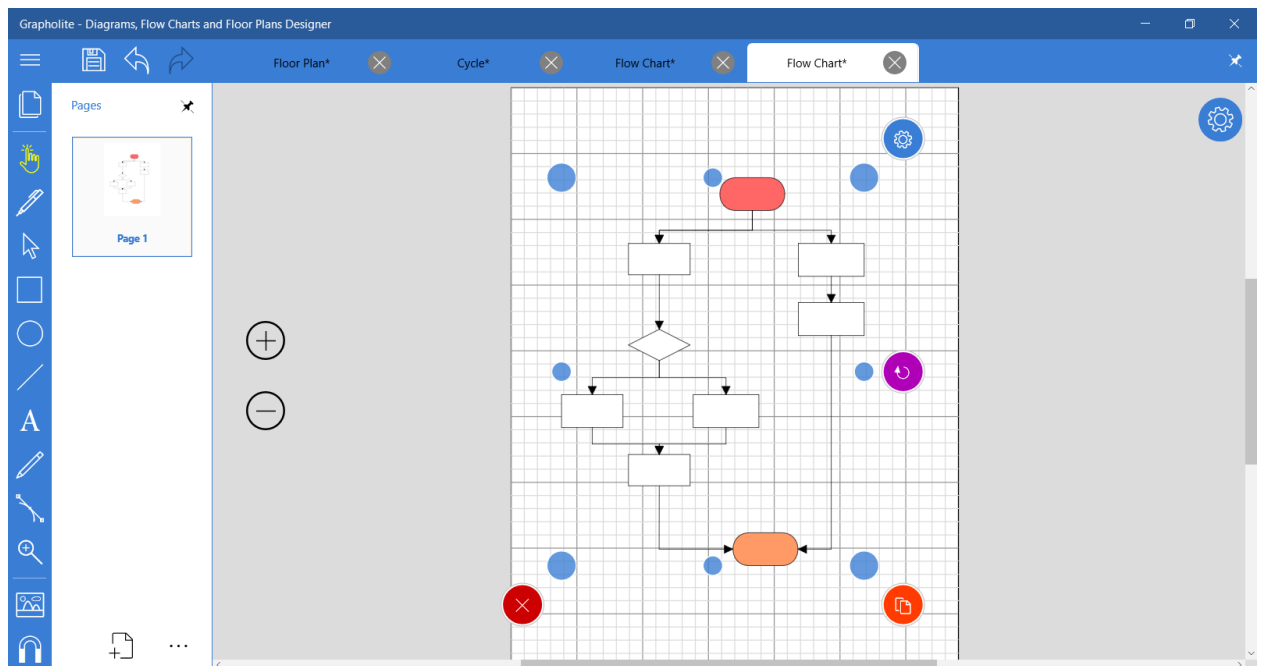 Grapholite - Diagrams, Flow Charts and Floor Plans Designer
Floor Plan*
Cycle*
Flow Chart*
Flow Chart*
Pages
Page 1
A